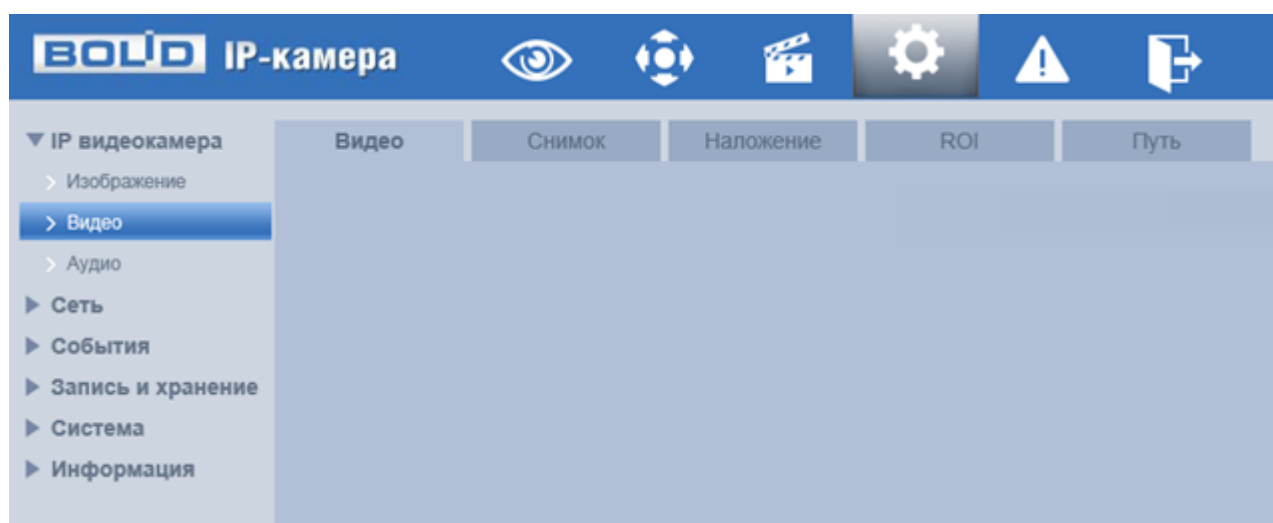 BOLID IP-камера
IP видеокамера
Видео Снимок Наложение ROI Путь
Изображение
Видео
Аудио
Сеть
События
Запись и хранение
Система
Информация